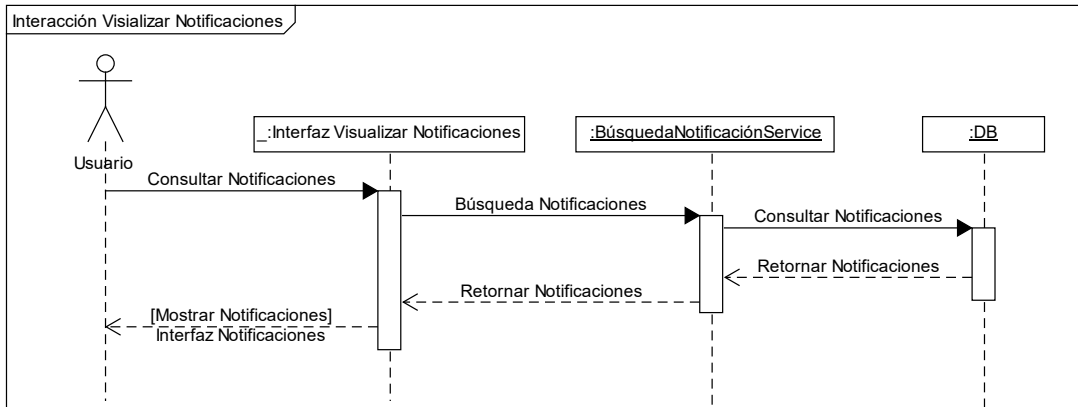 Interacción Visializar Notificaciones
Usuario
_:Interfaz Visualizar Notificaciones
:BúsquedaNotificaciónService
:DB
Consultar Notificaciones
Búsqueda Notificaciones
Consultar Notificaciones
Retornar Notificaciones
Retornar Notificaciones
[Mostrar Notificaciones]
Interfaz Notificaciones